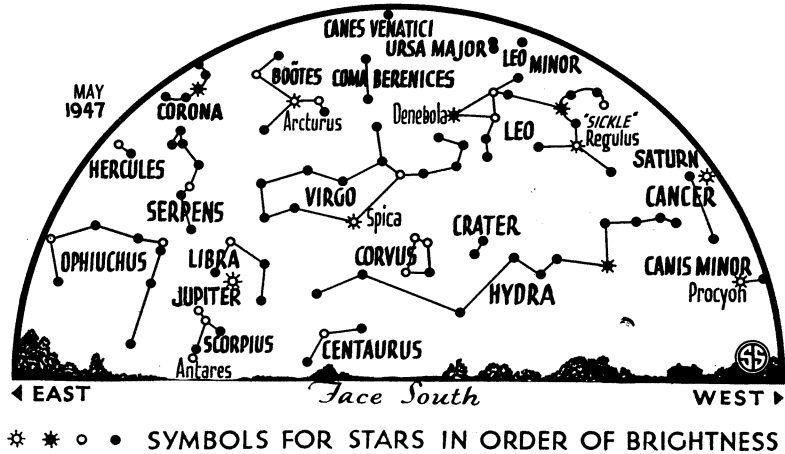 CANES VENATICI
URSA MAJOR
LEO MINOR
BOÖTES
COMA BERENICES
MAY
1947
CORONA
Arcturus
Denebola
LEO
"SICKLE"
Regulus
HERCULES
SATURN
VIRGO
CANCER
SERPENS
Spica
CRATER
OPHIUCHUS
LIBRA
CORVUS
CANIS MINOR
JUPITER
HYDRA
Procyon
SCORPIUS
CENTAURUS
Antares
SS
EAST
Face South
WEST
SYMBOLS FOR STARS IN ORDER OF BRIGHTNESS